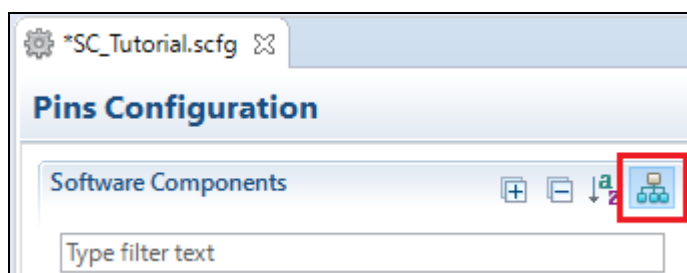 *SC_Tutorial.scfg
Pins Configuration
Software Components
Type filter text